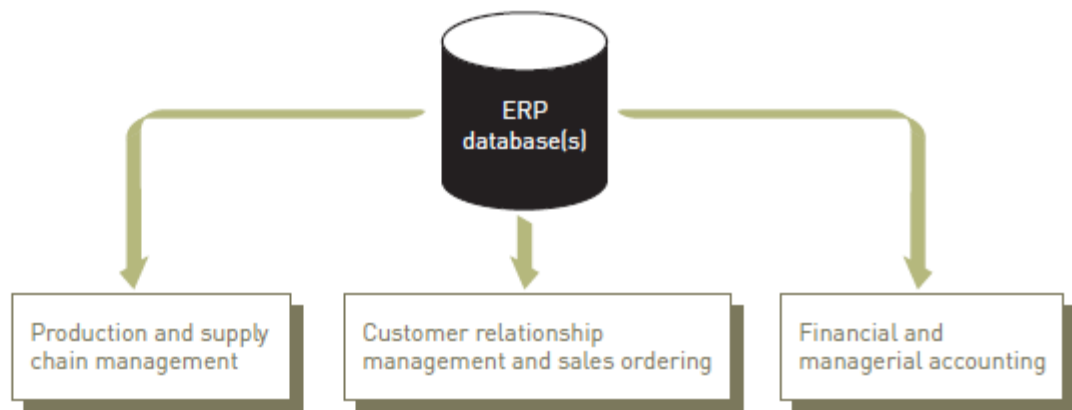 ERP
database(s)
Production and supply
chain management
Customer relationship
management and sales ordering
Financial and
managerial accounting